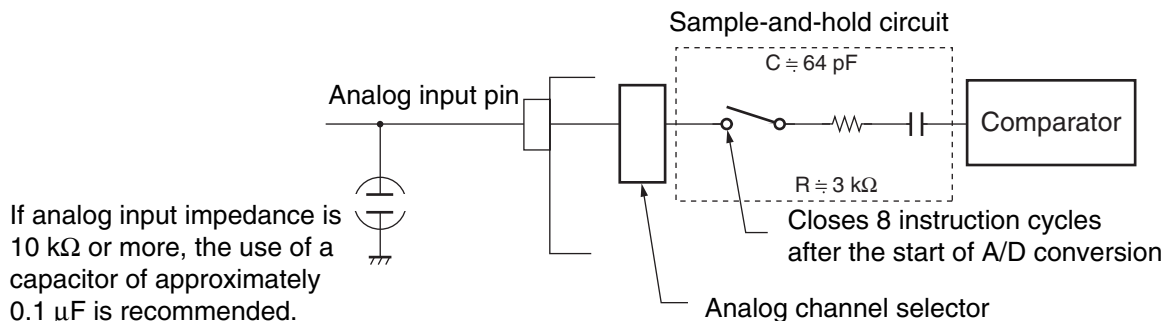 Sample-and-hold circuit
C ≒ 64 pF
Analog input pin
Comparator
R ≒ 3 kΩ
If analog input impedance is
10 kΩ or more, the use of a
capacitor of approximately
0.1 µF is recommended.
Closes 8 instruction cycles
after the start of A/D conversion
Analog channel selector